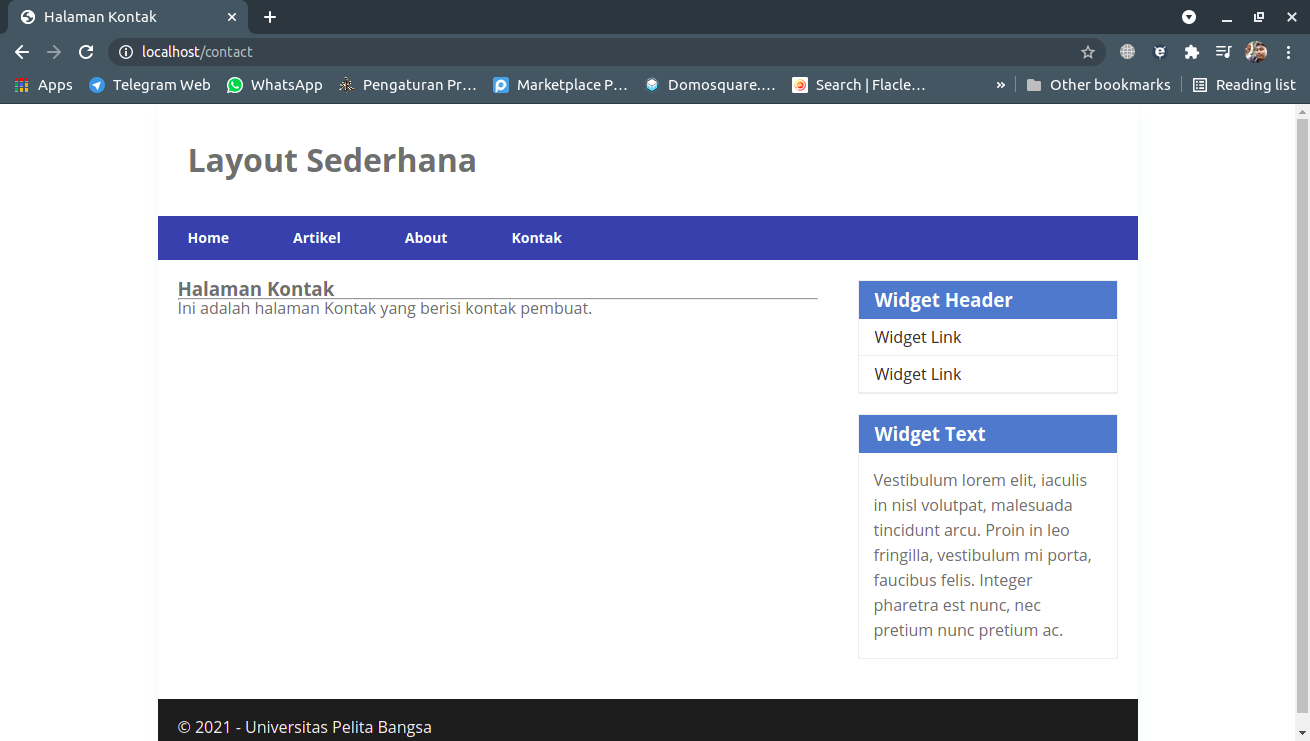 Halaman Kontak
localhost/contact
Apps Telegram Web WhatsApp Pengaturan Pr... Marketplace P... Domosquare.... Search | Flacle... » Other bookmarks Reading list
Layout Sederhana
Home Artikel About Kontak
Halaman Kontak
Ini adalah halaman Kontak yang berisi kontak pembuat.
Widget Header
Widget Link
Widget Link
Widget Text
Vestibulum lorem elit, iaculis
in nisl volutpat, malesuada
tincidunt arcu. Proin in leo
fringilla, vestibulum mi porta,
faucibus felis. Integer
pharetra est nunc, nec
pretium nunc pretium ac.
© 2021 - Universitas Pelita Bangsa